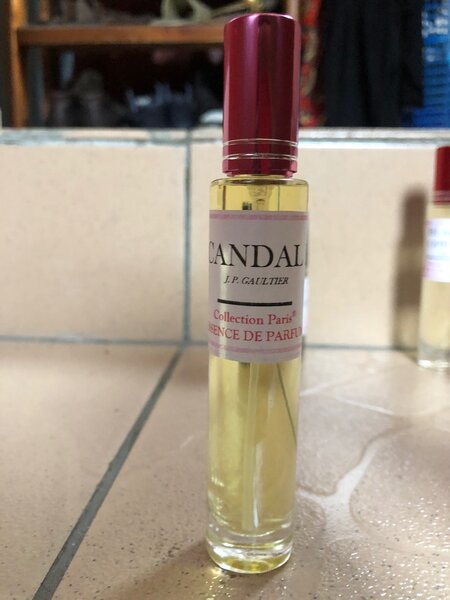 CANDAL
J.P. GAULTIER
Collection Paris®
SENCE DE PARFU